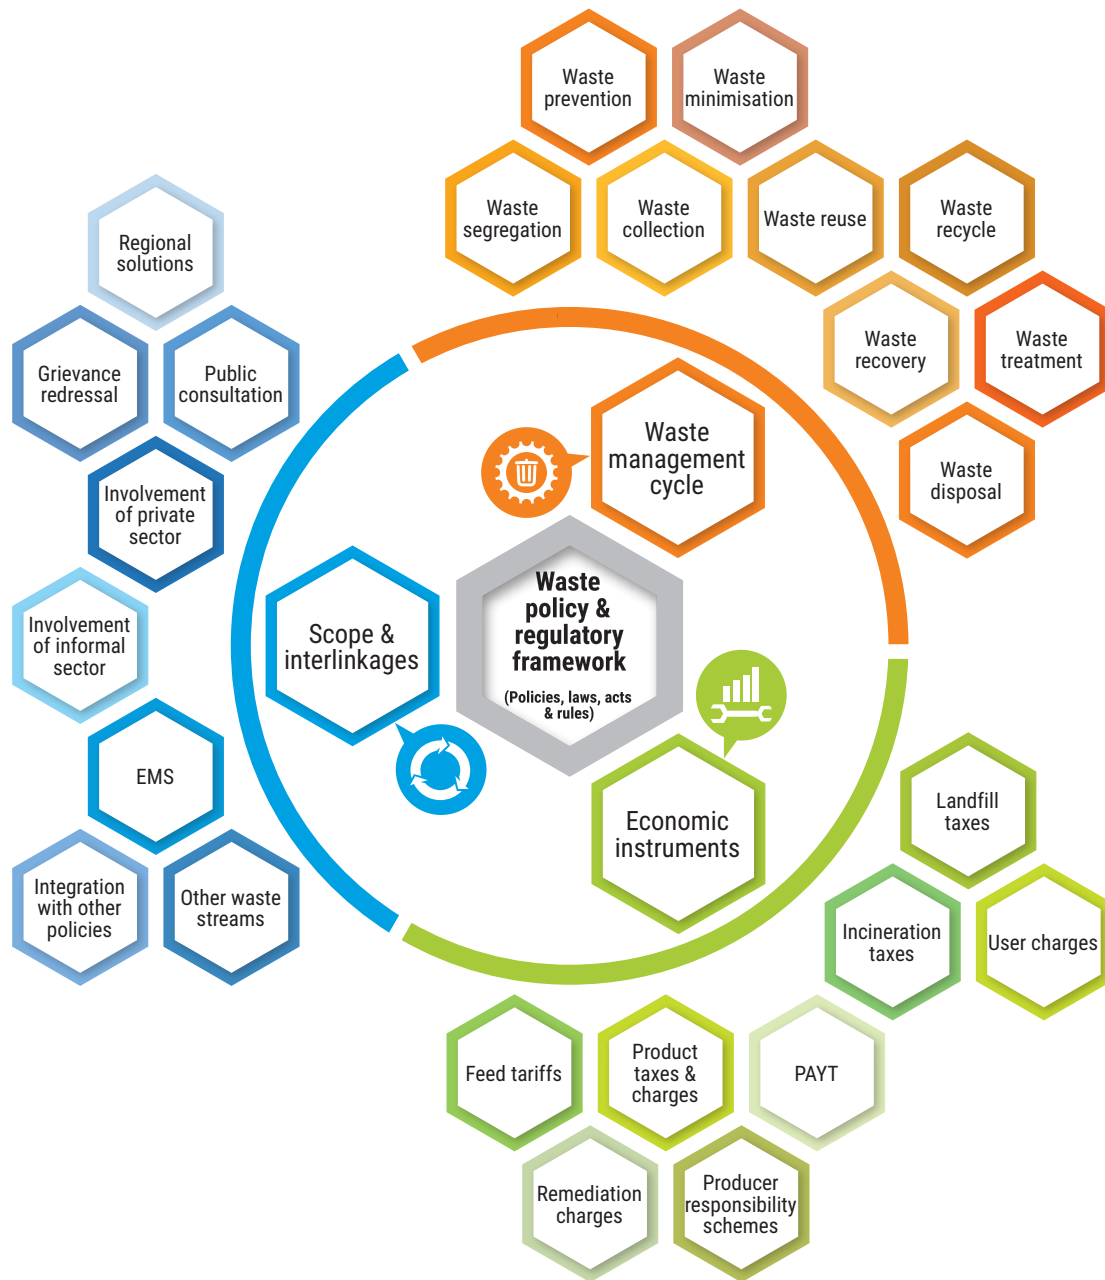 Waste
prevention
Waste
minimisation
Waste
segregation
Waste
collection
Waste reuse
Waste
recycle
Regional
solutions
Grievance
redressal
Public
consultation
Waste
recovery
Waste
treatment
Waste
management
cycle
Waste
disposal
Involvement
of private
sector
Waste
policy &
regulatory
framework
(Policies, laws, acts
& rules)
Scope &
interlinkages
Involvement
of informal
sector
EMS
Economic
instruments
Landfill
taxes
Integration
with other
policies
Other waste
streams
Incineration
taxes
User charges
Feed tariffs
Product
taxes &
charges
PAYT
Remediation
charges
Producer
responsibility
schemes